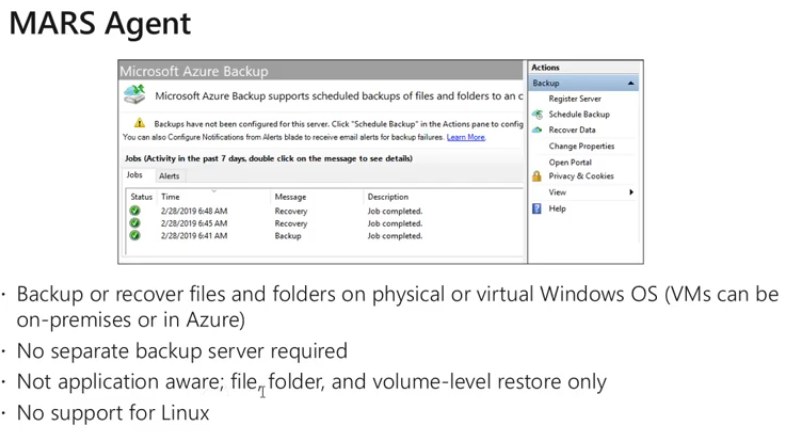 MARS Agent
Microsoft Azure Backup
Microsoft Azure Backup supports scheduled backups of files and folders to an c
Backups have not been configured for this server. Click "Schedule Backup" in the Actions pane to config
You can also Configure Notifications from Alerts blade to receive email alerts for backup failures. Learn More.
Jobs (Activity in the past 7 days, double click on the message to see details)
Jobs Alerts
Status Time Message Description
2/28/2019 6:48 AM Recovery Job completed.
2/28/2019 6:45 AM Recovery Job completed.
2/28/2019 6:41 AM Backup Job completed.
Actions
Backup
Register Server
Schedule Backup
Recover Data
Change Properties
Open Portal
Privacy & Cookies
View
Help
· Backup or recover files and folders on physical or virtual Windows OS (VMs can be
on-premises or in Azure)
· No separate backup server required
· Not application aware; file, folder, and volume-level restore only
· No support for Linux